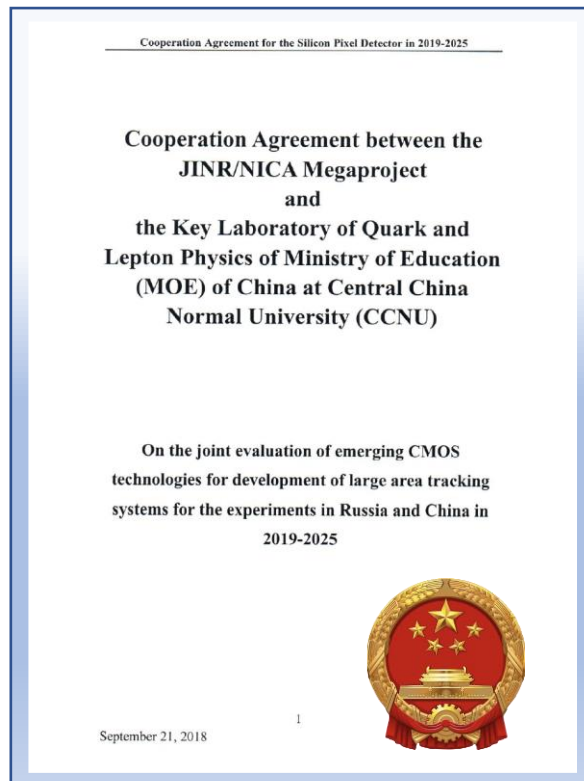 Cooperation Agreement for the Silicon Pixel Detector in 2019-2025
Cooperation Agreement between the
JINR/NICA Megaproject
and
the Key Laboratory of Quark and
Lepton Physics of Ministry of Education
(MOE) of China at Central China
Normal University (CCNU)
On the joint evaluation of emerging CMOS
technologies for development of large area tracking
systems for the experiments in Russia and China in
2019-2025
1
September 21, 2018